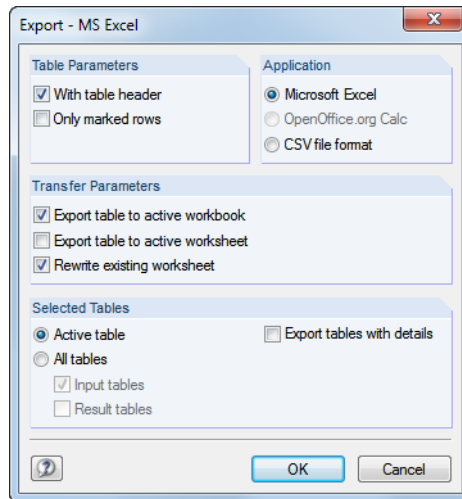 Export - MS Excel
Table Parameters
With table header
Only marked rows
Application
Microsoft Excel
OpenOffice.org Calc
CSV file format
Transfer Parameters
Export table to active workbook
Export table to active worksheet
Rewrite existing worksheet
Selected Tables
Active table
All tables
Input tables
Result tables
Export tables with details
OK
Cancel